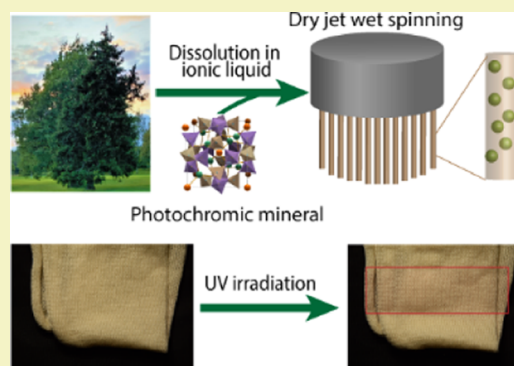 Dry jet wet spinning
Dissolution in
ionic liquid
Photochromic mineral
UV irradiation